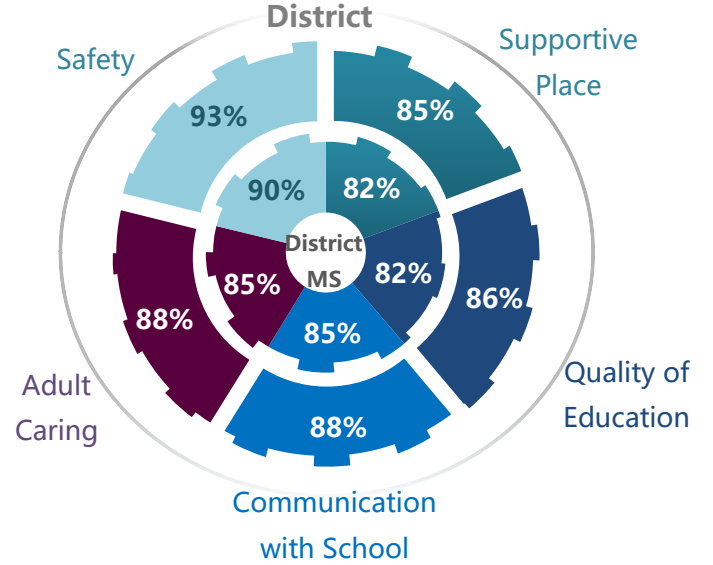 District
Safety
Supportive
Place
93%
85%
90%
82%
District
MS
85%
82%
88%
86%
85%
88%
Adult
Caring
Quality of
Education
Communication
with School